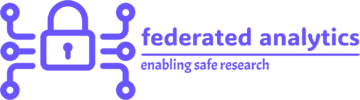 federated analytics
enabling safe research